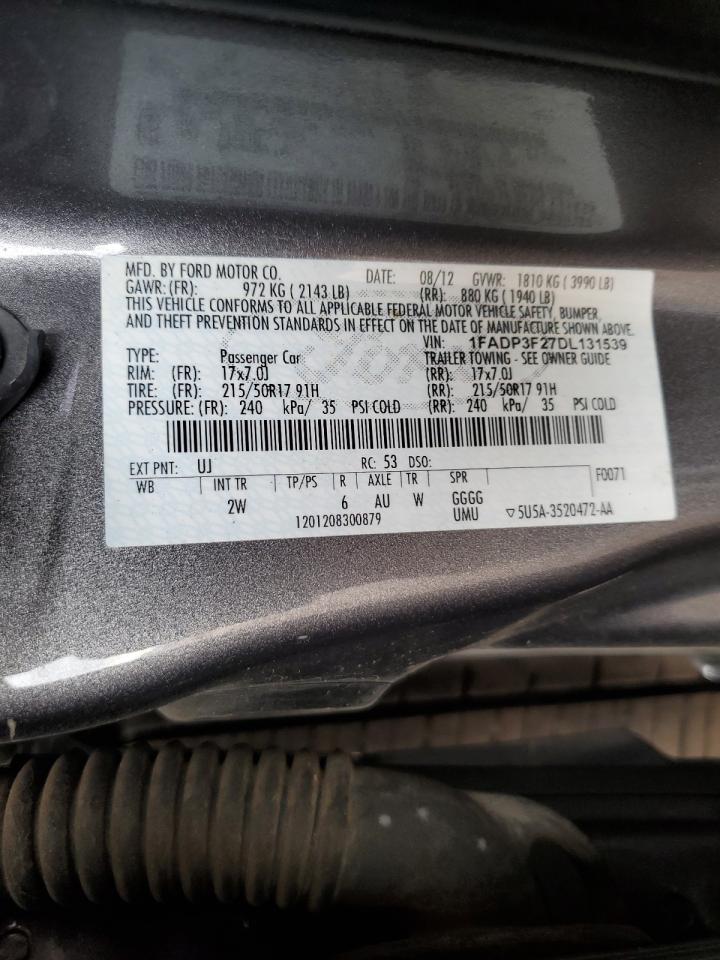 MFD. BY FORD MOTOR CO. DATE: 08/12 GVWR: 1810 KG ( 3990 LB)
GAWR: (FR): 972 KG ( 2143 LB) (RR): 880 KG ( 1940 LB)
THIS VEHICLE CONFORMS TO ALL APPLICABLE FEDERAL MOTOR VEHICLE SAFETY, BUMPER,
AND THEFT PREVENTION STANDARDS IN EFFECT ON THE DATE OF MANUFACTURE SHOWN ABOVE.
VIN: 1FADP3F27DL131539
TYPE: Passenger Car TRAILER TOWING - SEE OWNER GUIDE
RIM: (FR): 17x7.0J (RR): 17x7.0J
TIRE: (FR): 215/50R17 91H (RR): 215/50R17 91H
PRESSURE: (FR): 240 kPa/ 35 PSI COLD (RR): 240 kPa/ 35 PSI COLD
EXT PNT: UJ RC: 53 DSO: F0071
WB INT TR TP/PS R AXLE TR SPR
2W 6 AU W GGGG
1201208300879 UMU ▽5U5A-3520472-AA